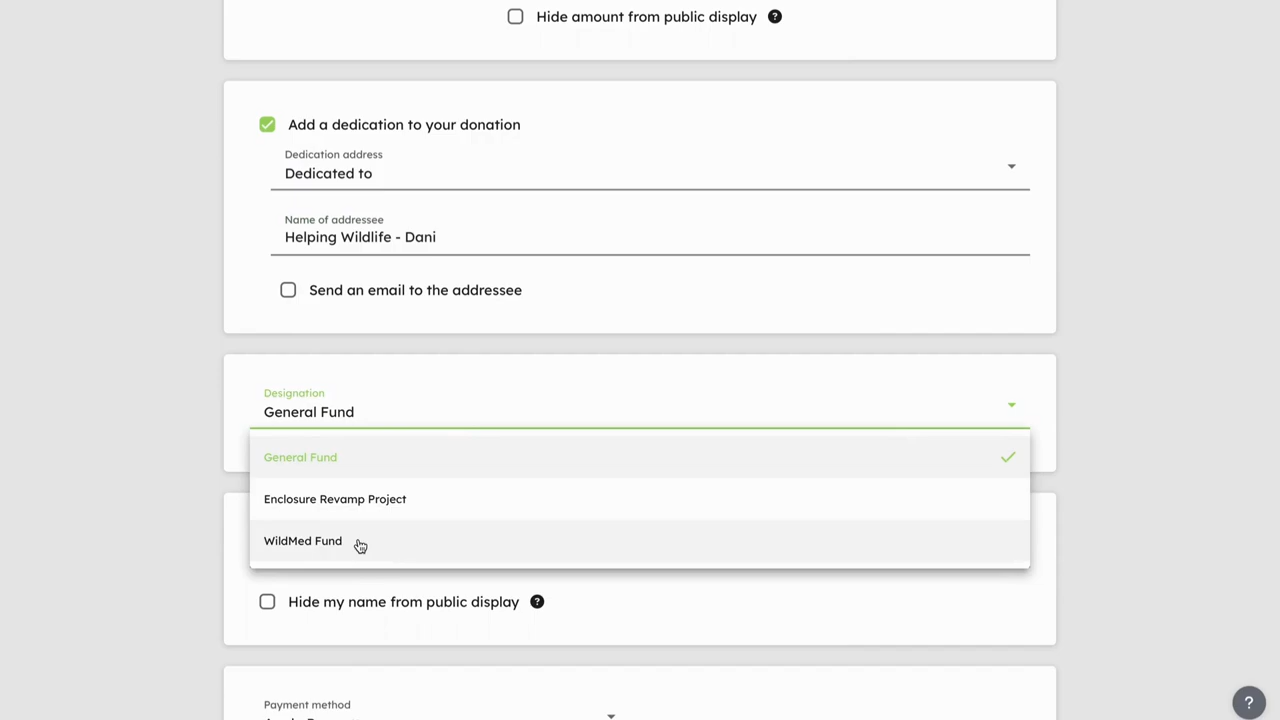 Hide amount from public display ?
Add a dedication to your donation
Dedication address
Dedicated to
Name of addressee
Helping Wildlife - Dani
Send an email to the addressee
Designation
General Fund
General Fund
Enclosure Revamp Project
WildMed Fund
Hide my name from public display ?
Payment method
?